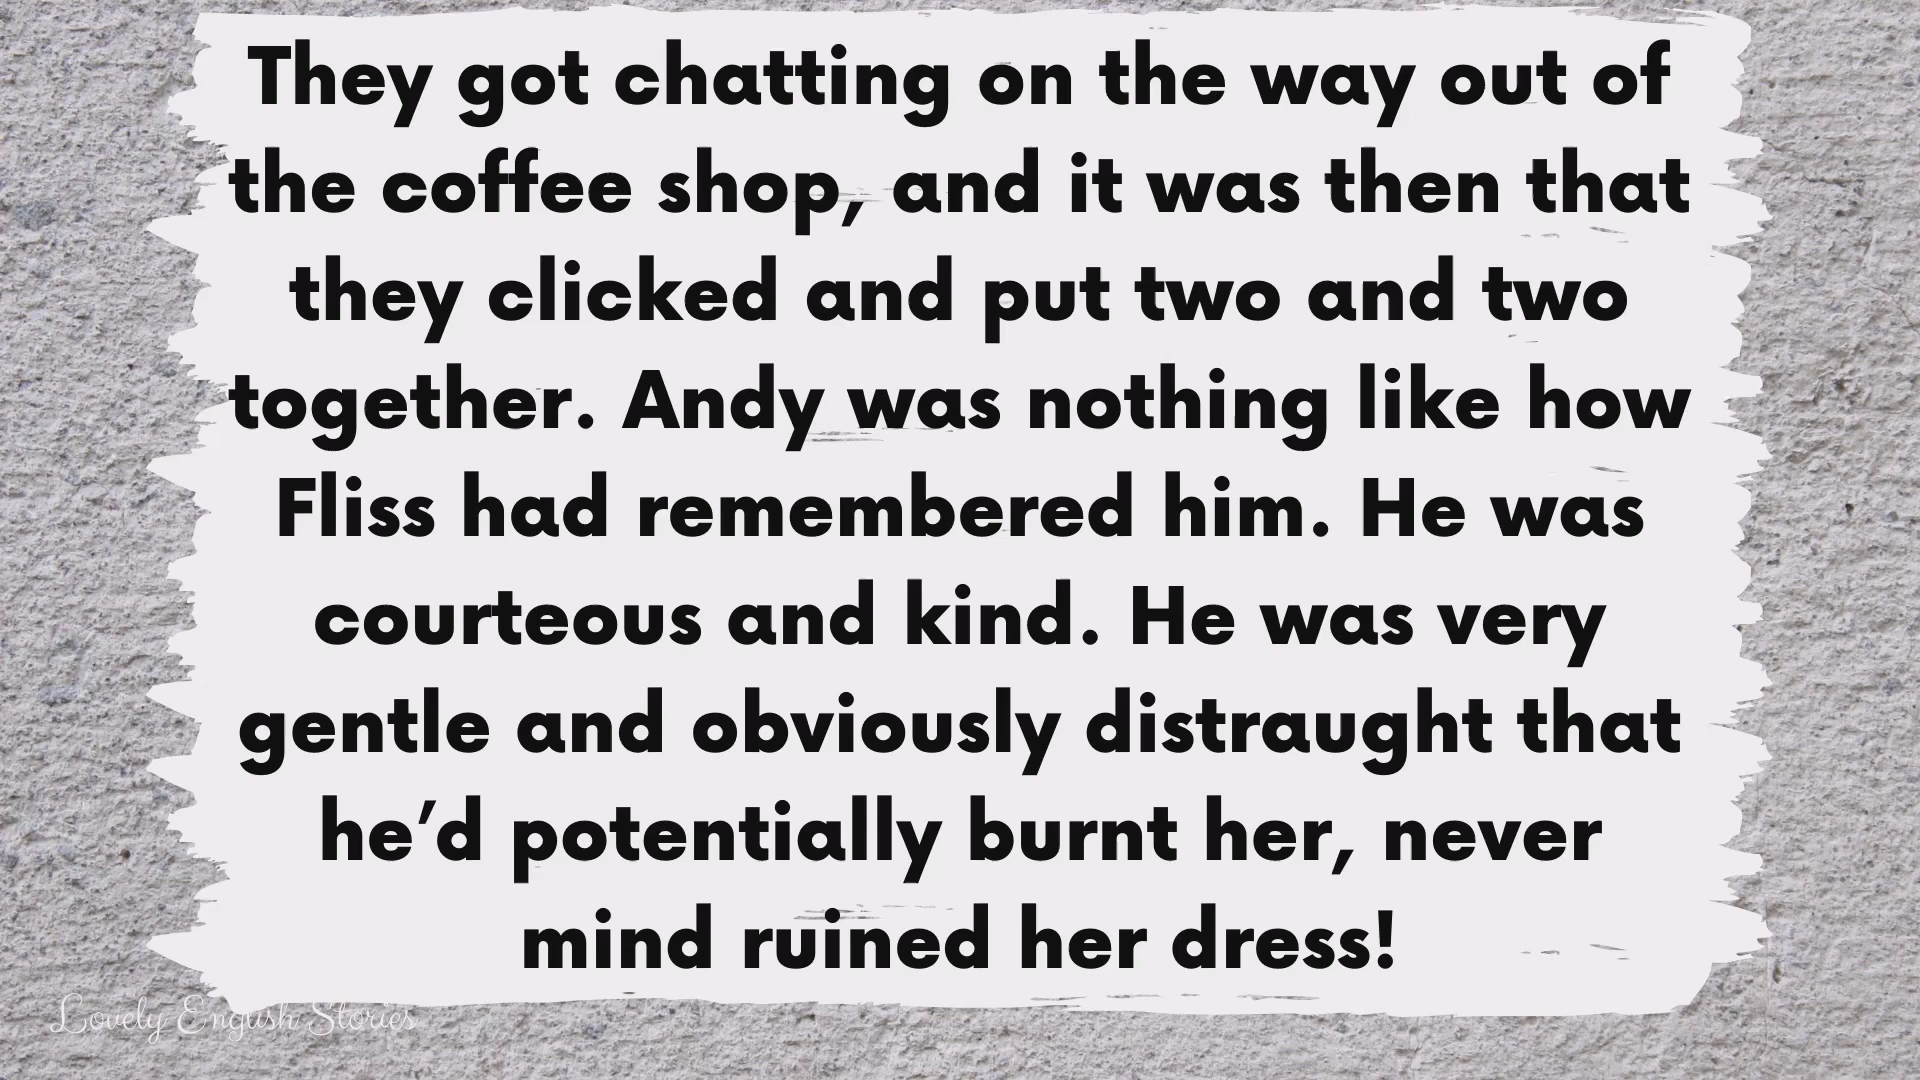 They got chatting on the way out of
the coffee shop, and it was then that
they clicked and put two and two
together. Andy was nothing like how
Fliss had remembered him. He was
courteous and kind. He was very
gentle and obviously distraught that
he’d potentially burnt her, never
mind ruined her dress!
Lovely English Stories